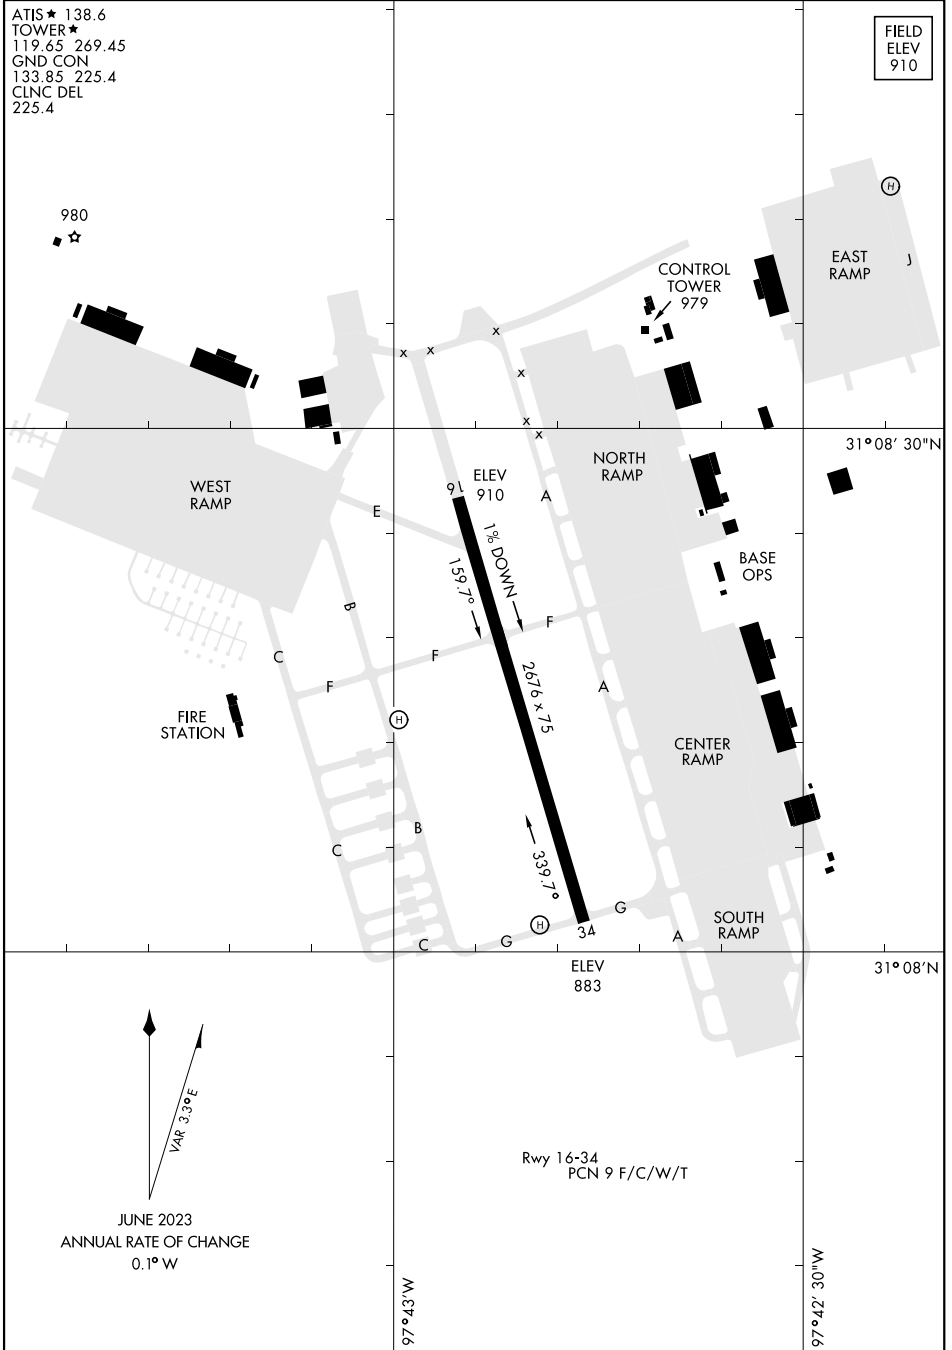 ATIS★ 138.6
TOWER★
119.65 269.45
GND CON
133.85 225.4
CLNC DEL
225.4
FIELD
ELEV
910
980
H
EAST
RAMP
J
CONTROL
TOWER
979
x
x
x
x
x
x
31°08' 30"N
NORTH
RAMP
WEST
RAMP
ELEV
910
16
A
E
1% DOWN
159.7°
BASE
OPS
B
F
F
F
C
A
2676 x 75
FIRE
STATION
H
CENTER
RAMP
B
C
339.7°
G
H
34
SOUTH
RAMP
A
C
G
ELEV
883
31°08'N
VAR 3.3°E
Rwy 16-34
PCN 9 F/C/W/T
JUNE 2023
ANNUAL RATE OF CHANGE
0.1° W
97°43'W
97°42' 30"W